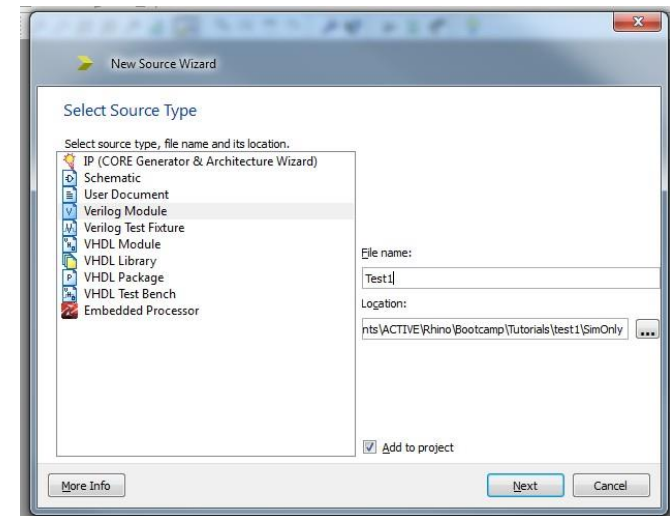 New Source Wizard
Select Source Type
Select source type, file name and its location.
IP (CORE Generator & Architecture Wizard)
Schematic
User Document
Verilog Module
Verilog Test Fixture
VHDL Module
VHDL Library
VHDL Package
VHDL Test Bench
Embedded Processor
File name:
Test1
Location:
nts\ACTIVE\Rhino\Bootcamp\Tutorials\test1\SimOnly
...
Add to project
More Info
Next
Cancel